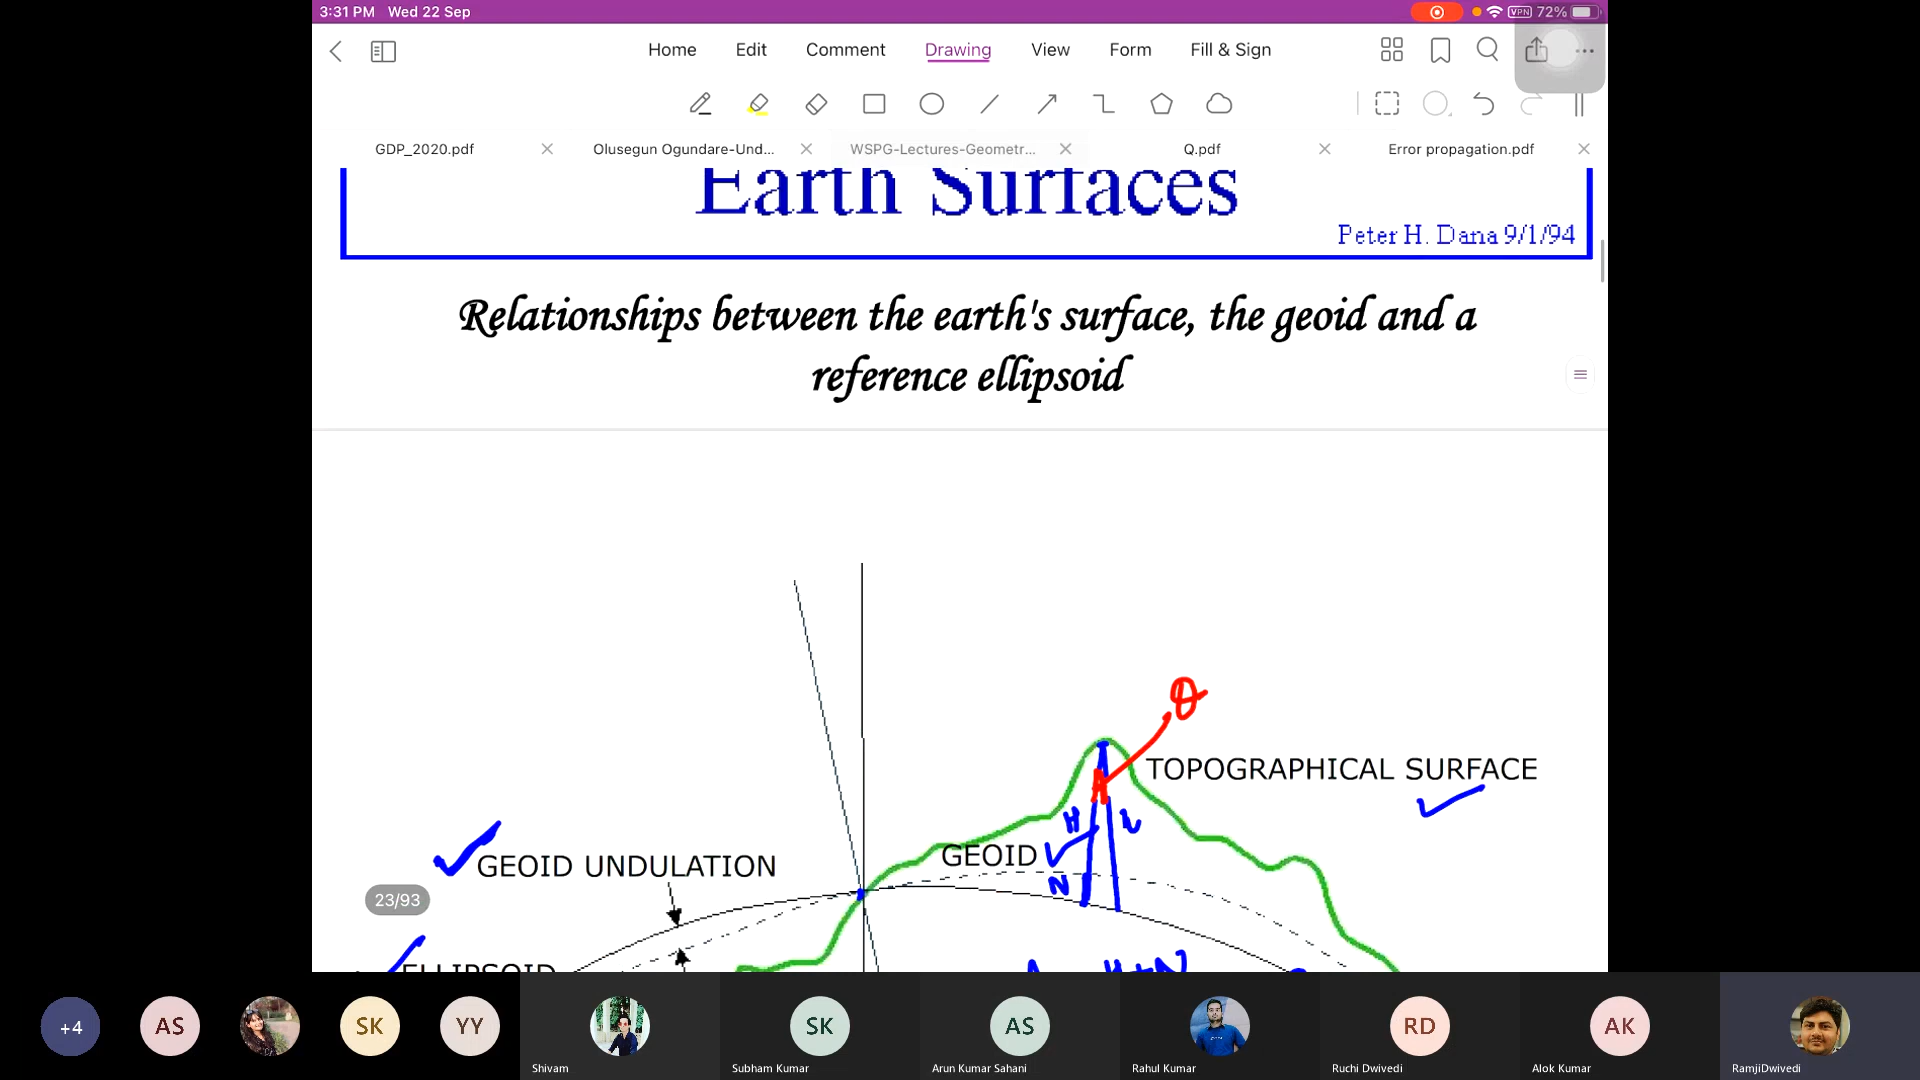 3:31 PM Wed 22 Sep
VPN 72%
Home Edit Comment Drawing View Form Fill & Sign
GDP_2020.pdf Olusegun Ogundare-Und... WSPG-Lectures-Geometr... Q.pdf Error propagation.pdf
Earth Surfaces
Peter H. Dana 9/1/94
Relationships between the earth's surface, the geoid and a
reference ellipsoid
θ
TOPOGRAPHICAL SURFACE
H
GEOID
N
GEOID UNDULATION
23/93
ELLIPSOID
H+N
+4 AS SK YY SK AS RD AK
Shivam Subham Kumar Arun Kumar Sahani Rahul Kumar Ruchi Dwivedi Alok Kumar RamjiDwivedi